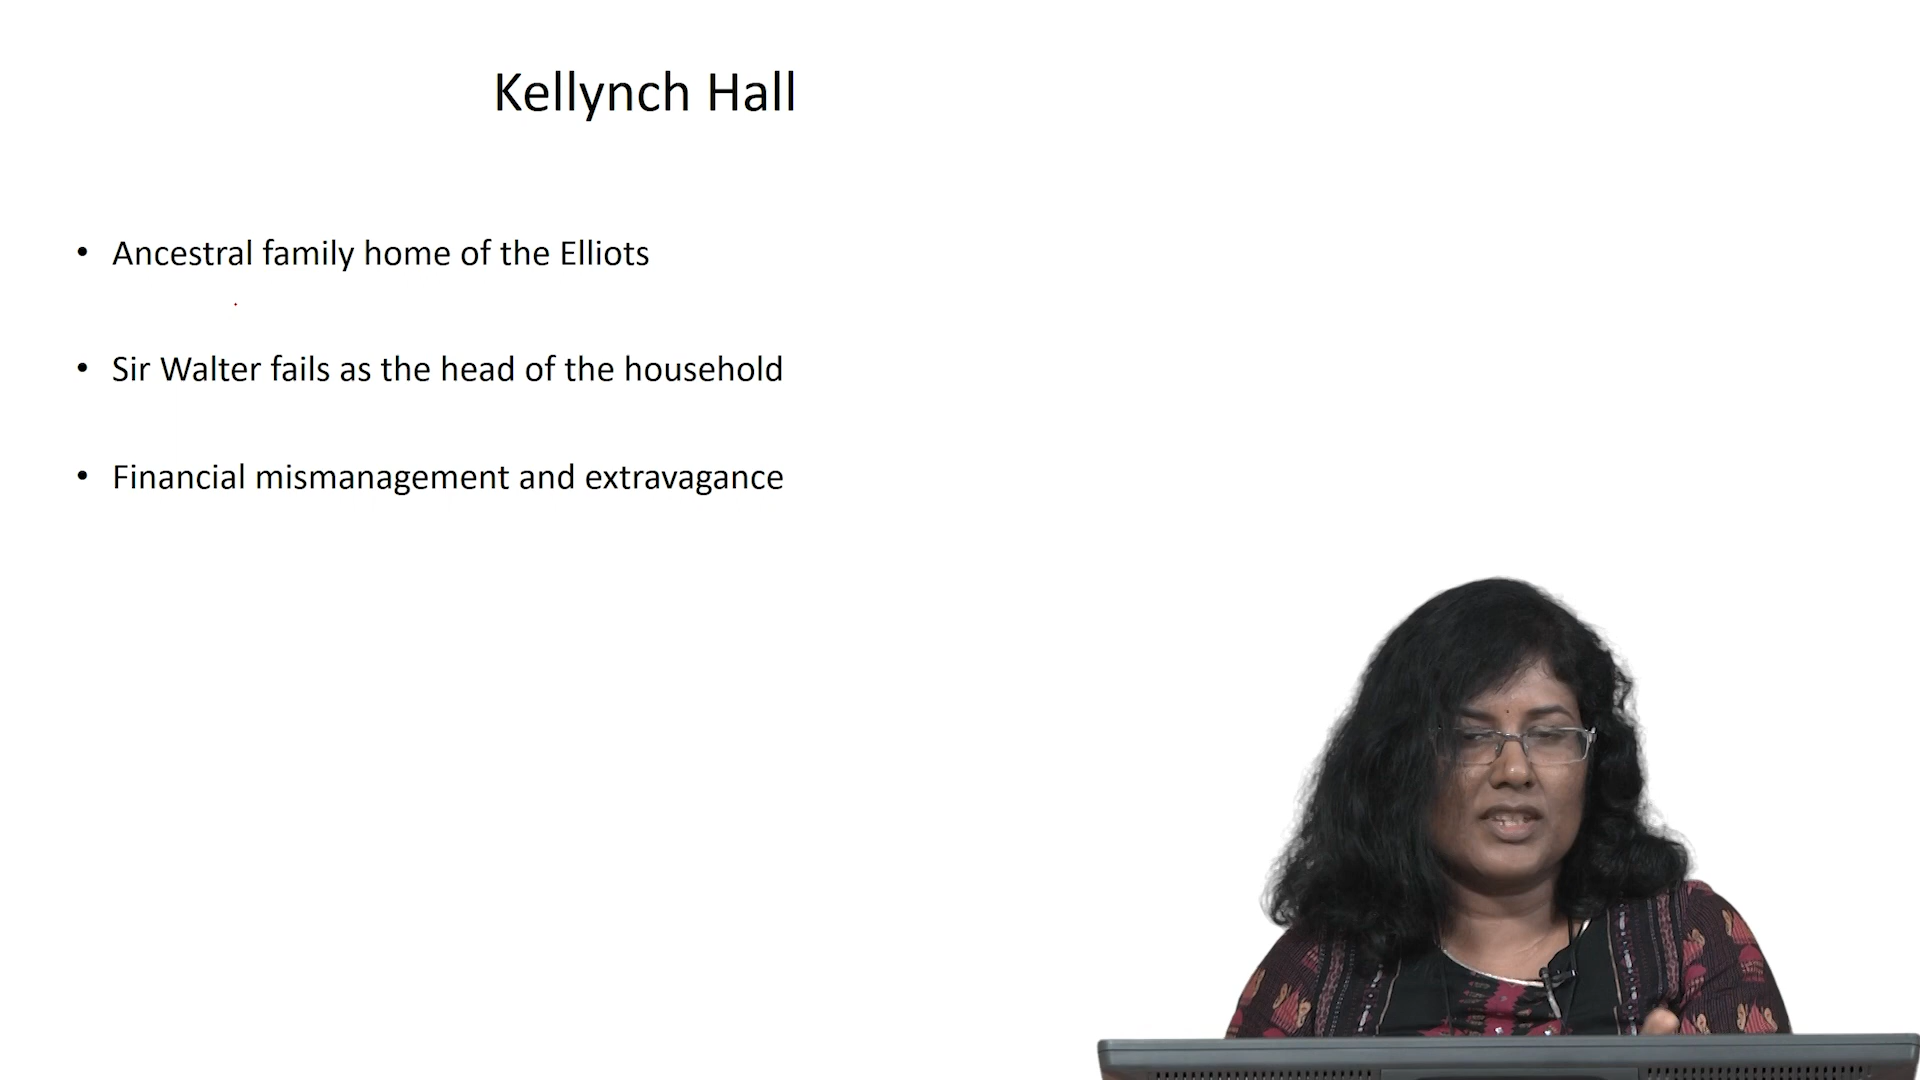 Kellynch Hall
• Ancestral family home of the Elliots
• Sir Walter fails as the head of the household
• Financial mismanagement and extravagance